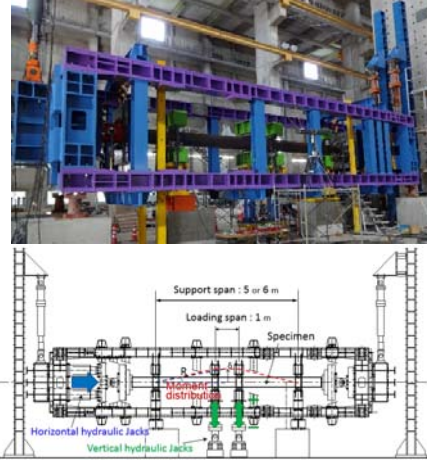 Support span : 5 or 6 m
Loading span : 1 m
Specimen
R
Moment
distribution
Horizontal hydraulic Jacks
Vertical hydraulic Jacks